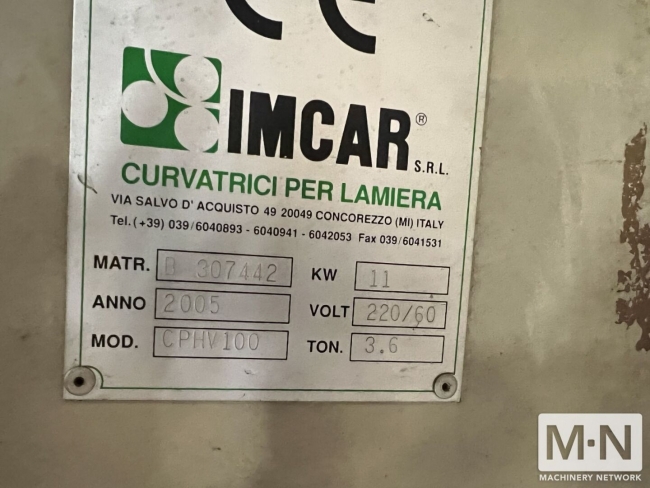 CE
IMCAR® S.R.L.
CURVATRICI PER LAMIERA
VIA SALVO D' ACQUISTO 49 20049 CONCOREZZO (MI) ITALY
Tel. (+39) 039/6040893 - 6040941 - 6042053 Fax 039/6041531
MATR. B 307442 KW 11
ANNO 2005 VOLT 220/60
MOD. CPHV100 TON. 3.6
M·N
MACHINERY NETWORK